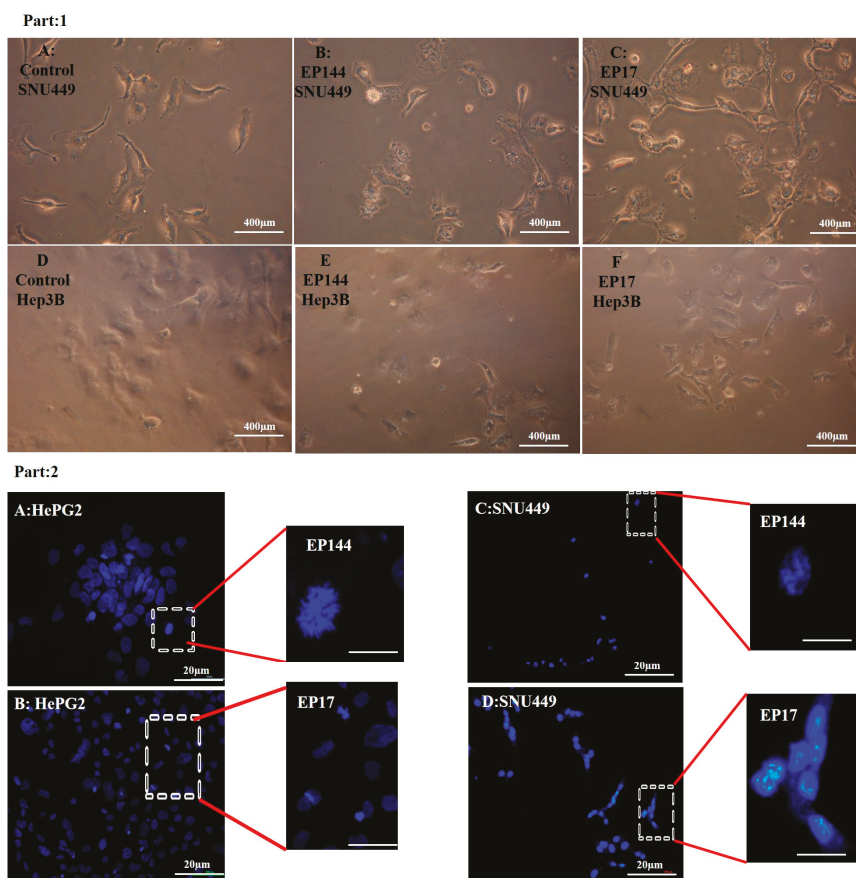 Part:1
A:
Control
SNU449
400µm
B:
EP144
SNU449
400µm
C:
EP17
SNU449
400µm
D
Control
Hep3B
400µm
E
EP144
Hep3B
400µm
F
EP17
Hep3B
400µm
Part:2
A:HePG2
20µm
EP144
C:SNU449
20µm
EP144
B: HePG2
20µm
EP17
D:SNU449
20µm
EP17